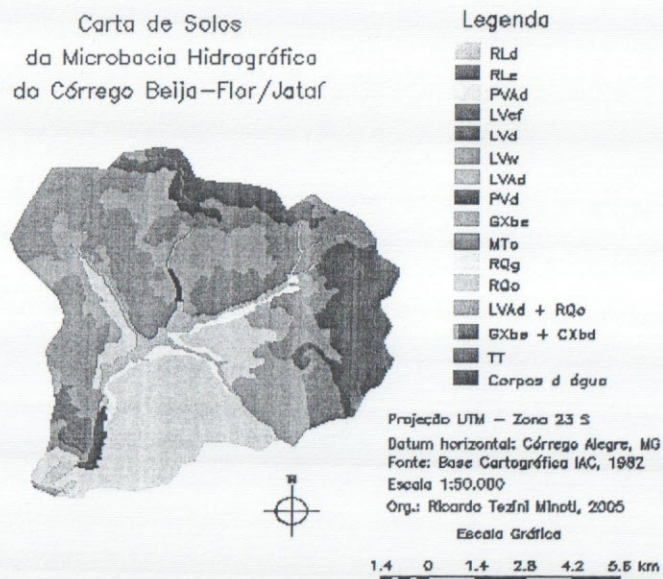 Carta de Solos
da Microbacia Hidrográfica
do Córrego Beija-Flor/Jataí
Legenda
RLd
RLe
PVAd
LVef
LVd
LVw
LVAd
PVd
GXbe
MTo
RQg
RQo
LVAd + RQo
GXbe + CXbd
TT
Corpos d água
Projeção UTM - Zona 23 S
Datum horizontal: Córrego Alegre, MG
Fonte: Base Cartográfica IAC, 1982
Escala 1:50.000
Org.: Ricardo Tezini Minoti, 2005
Escala Gráfica
N
1.4 0 1.4 2.8 4.2 5.6 km